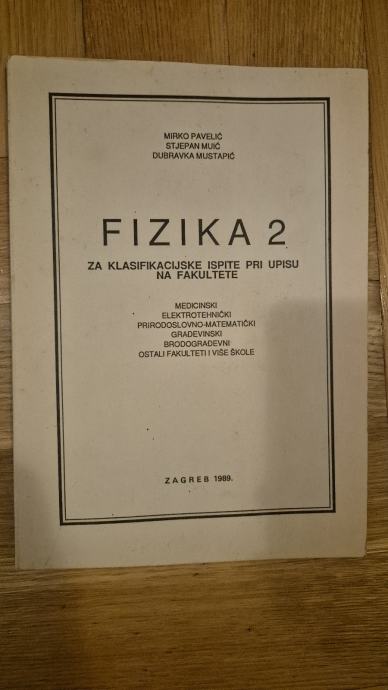 MIRKO PAVELIĆ
STJEPAN MUIĆ
DUBRAVKA MUSTAPIĆ
FIZIKA 2
ZA KLASIFIKACIJSKE ISPITE PRI UPISU
NA FAKULTETE
MEDICINSKI
ELEKTROTEHNIČKI
PRIRODOSLOVNO-MATEMATIČKI
GRAĐEVINSKI
BRODOGRAĐEVNI
OSTALI FAKULTETI I VIŠE ŠKOLE
ZAGREB 1989.